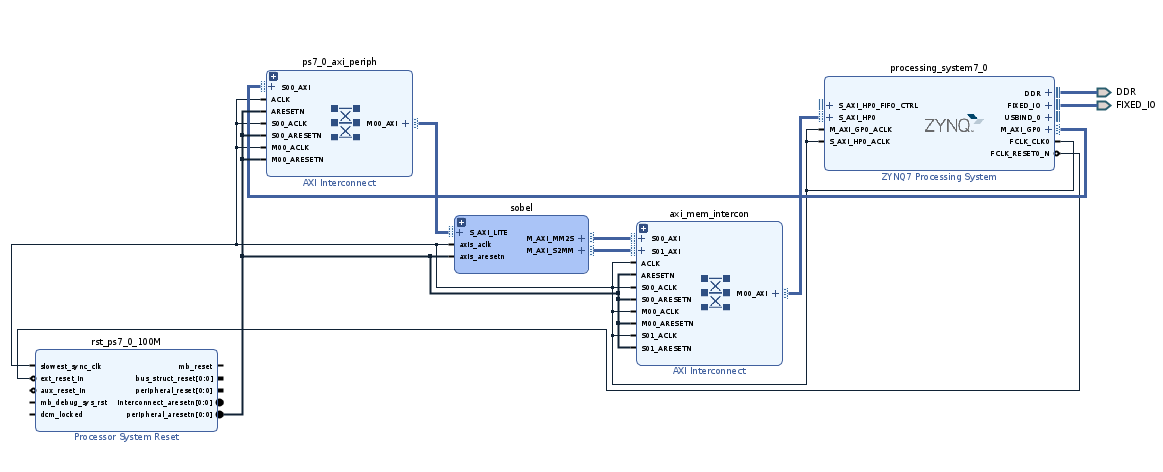 ps7_0_axi_periph
S00_AXI
ACLK
ARESETN
S00_ACLK
S00_ARESETN
M00_ACLK
M00_ARESETN
M00_AXI
AXI Interconnect
processing_system7_0
S_AXI_HP0_FIFO_CTRL
S_AXI_HP0
M_AXI_GP0_ACLK
S_AXI_HP0_ACLK
ZYNQ
DDR
FIXED_IO
USBIND_0
M_AXI_GP0
FCLK_CLK0
FCLK_RESET0_N
ZYNQ7 Processing System
DDR
FIXED_IO
sobel
S_AXI_LITE
axis_aclk
axis_aresetn
M_AXI_MM2S
M_AXI_S2MM
axi_mem_intercon
S00_AXI
S01_AXI
ACLK
ARESETN
S00_ACLK
S00_ARESETN
M00_ACLK
M00_ARESETN
S01_ACLK
S01_ARESETN
M00_AXI
AXI Interconnect
rst_ps7_0_100M
slowest_sync_clk
ext_reset_in
aux_reset_in
mb_debug_sys_rst
dcm_locked
mb_reset
bus_struct_reset[0:0]
peripheral_reset[0:0]
interconnect_aresetn[0:0]
peripheral_aresetn[0:0]
Processor System Reset